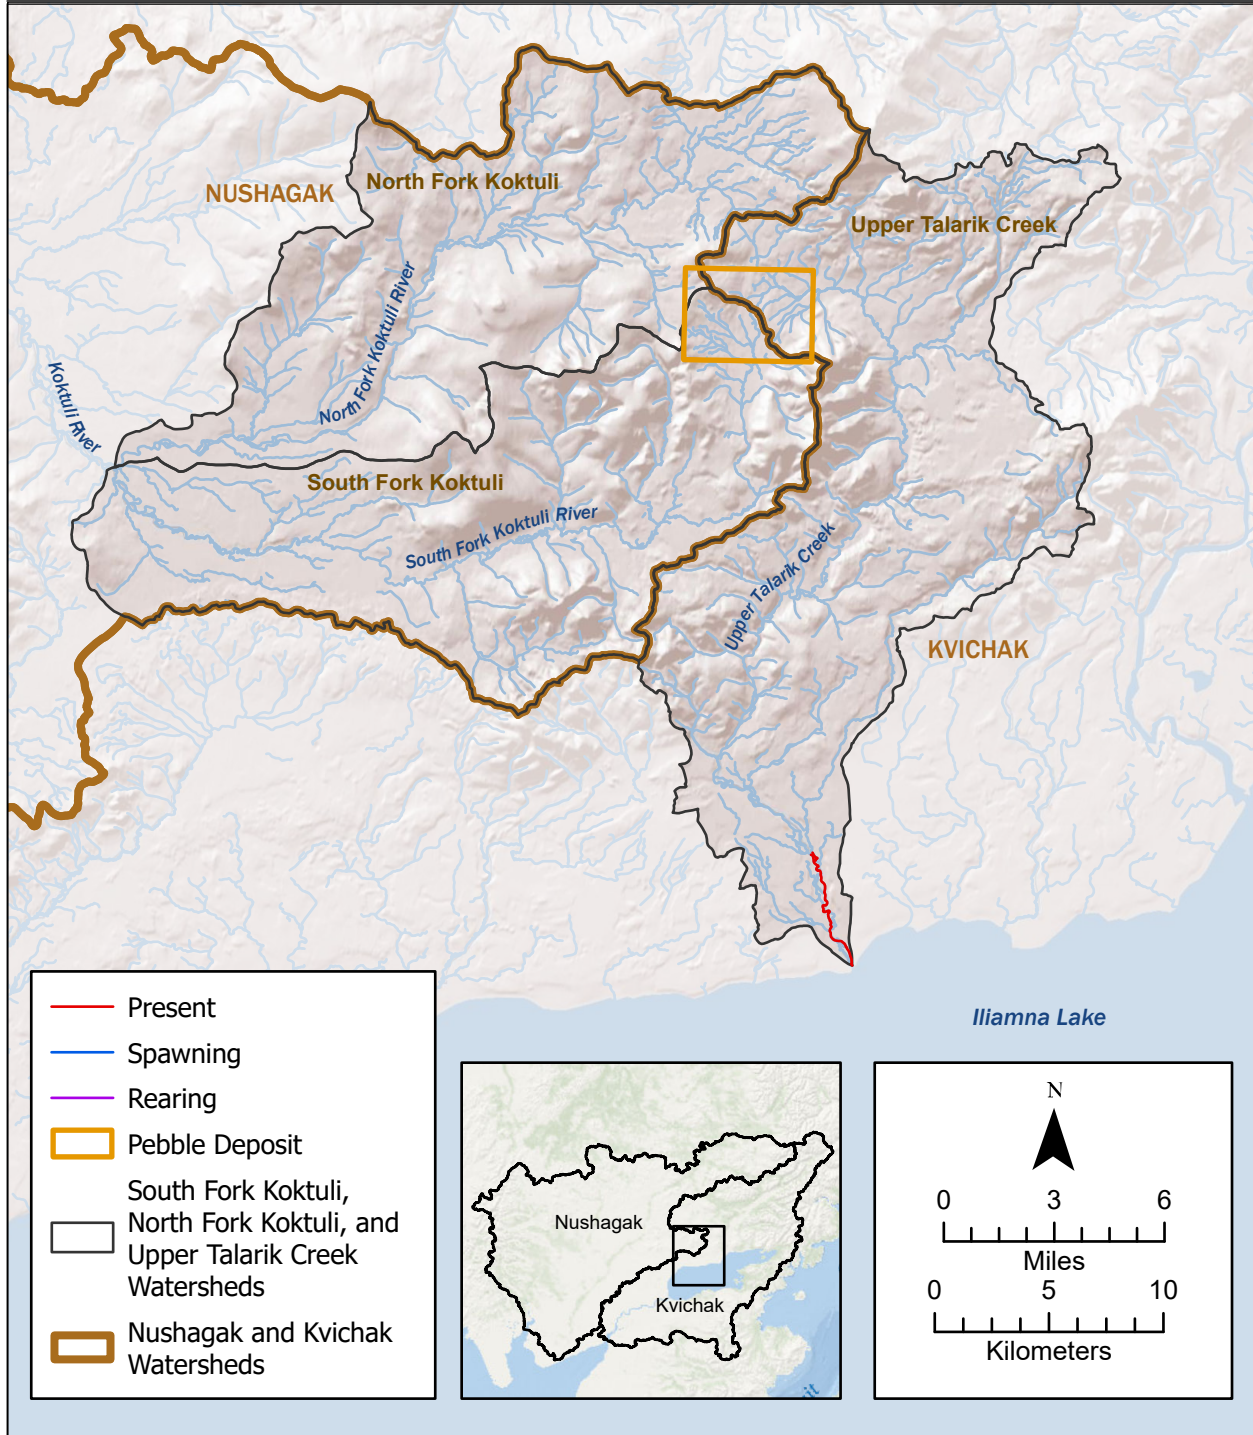 NUSHAGAK
North Fork Koktuli
Upper Talarik Creek
North Fork Koktuli River
Koktuli River
South Fork Koktuli
South Fork Koktuli River
Upper Talarik Creek
KVICHAK
Iliamna Lake
Present
Spawning
Rearing
Pebble Deposit
South Fork Koktuli,
North Fork Koktuli, and
Upper Talarik Creek
Watersheds
Nushagak and Kvichak
Watersheds
Nushagak
Kvichak
N
0 3 6
Miles
0 5 10
Kilometers